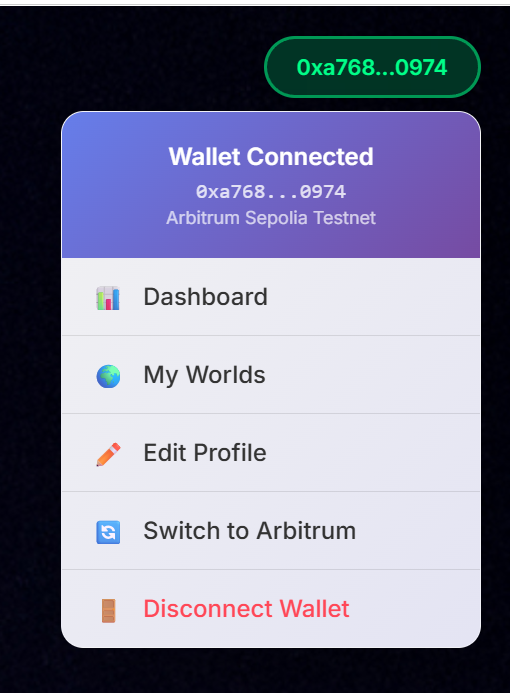 0xa768...0974
Wallet Connected
0xa768...0974
Arbitrum Sepolia Testnet
Dashboard
My Worlds
Edit Profile
Switch to Arbitrum
Disconnect Wallet